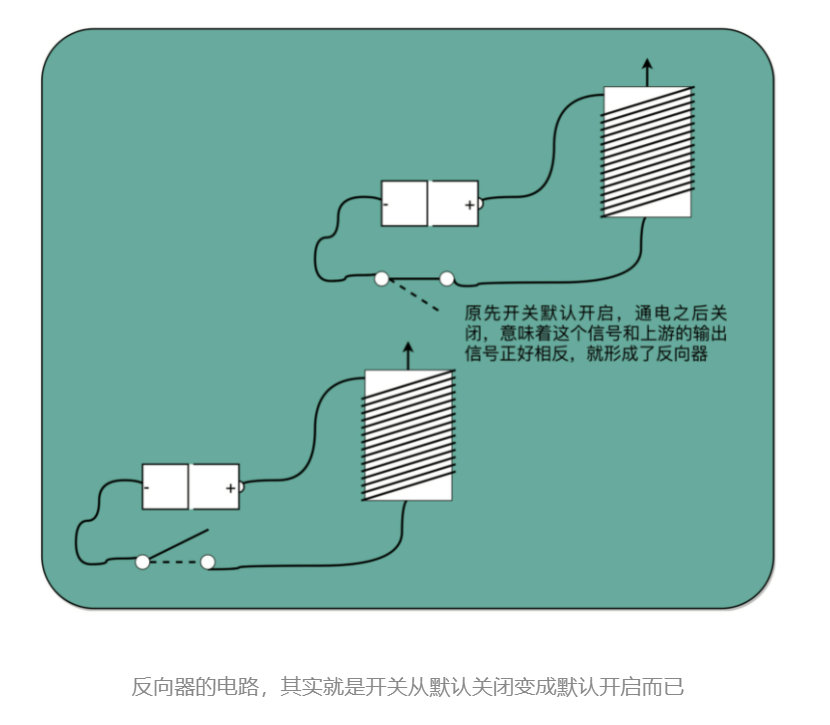 -
+
原先开关默认开启，通电之后关
闭，意味着这个信号和上游的输出
信号正好相反，就形成了反向器
-
+
反向器的电路，其实就是开关从默认关闭变成默认开启而已